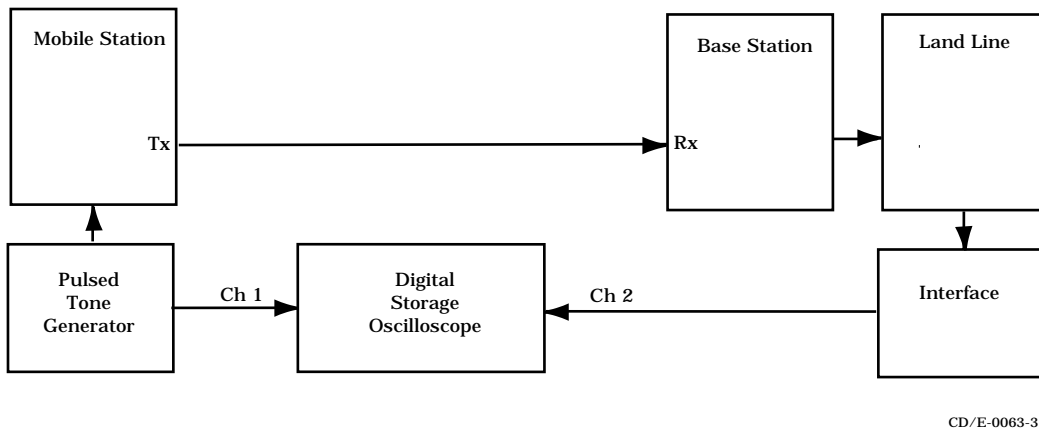 Mobile Station
Base Station
Land Line
Tx
Rx
Pulsed
Tone
Generator
Ch 1
Digital
Storage
Oscilloscope
Ch 2
Interface
CD/E-0063-3